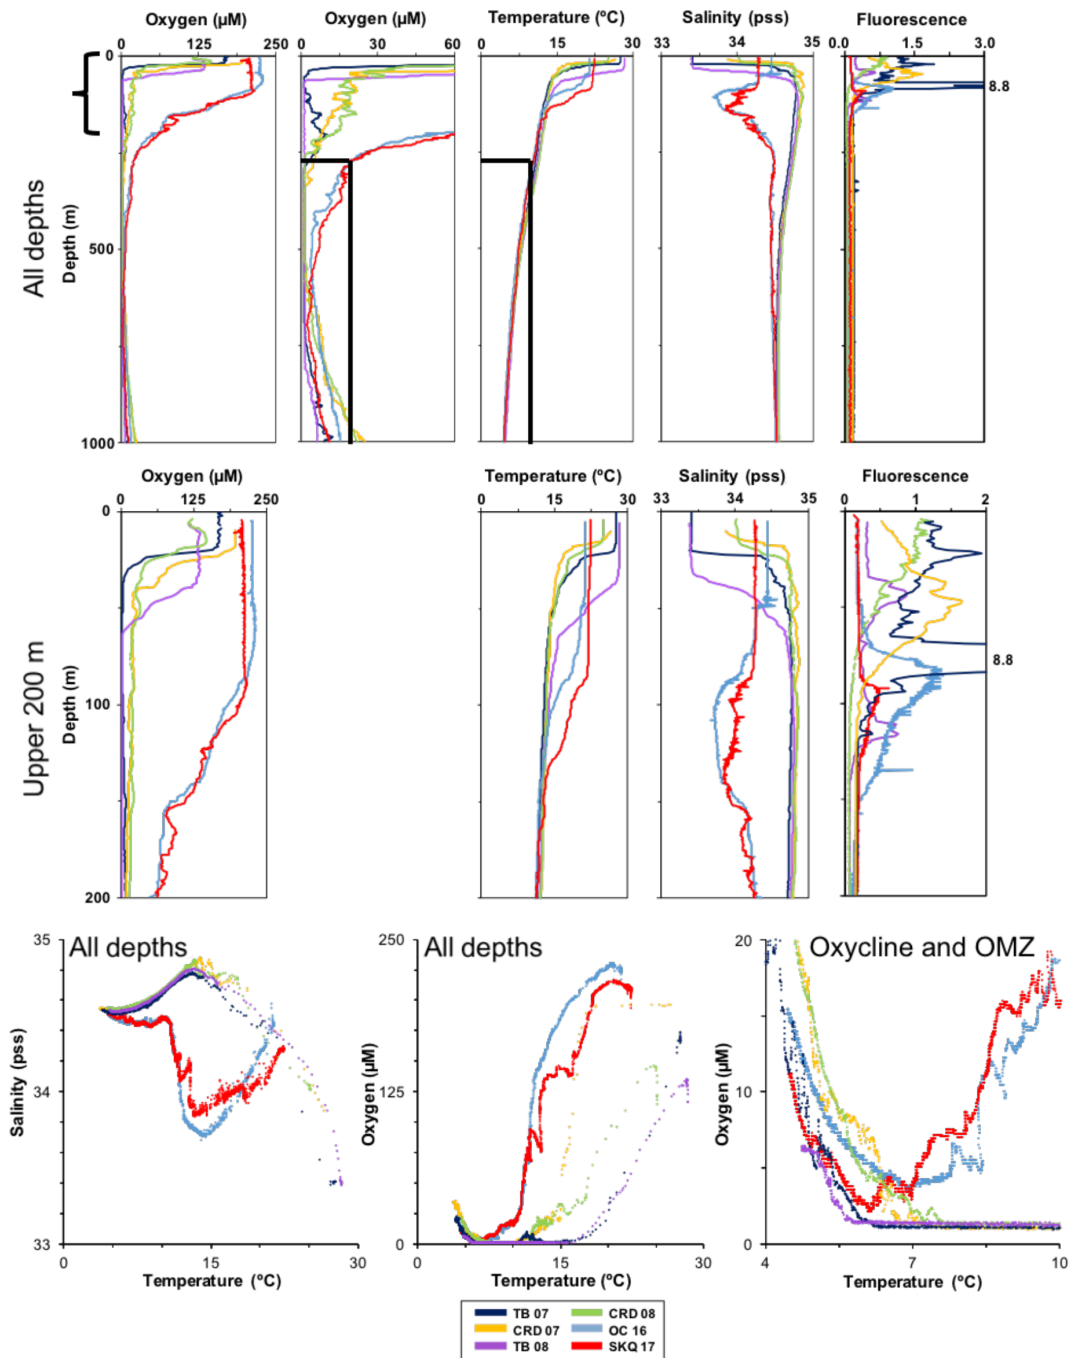 Oxygen (µM)
Oxygen (µM)
Temperature (ºC)
Salinity (pss)
Fluorescence
0 125 250
0 30 60
0 15 30
33 34 35
0.0 1.5 3.0
0
500
1000
All depths
Depth (m)
8.8
Oxygen (µM)
Temperature (ºC)
Salinity (pss)
Fluorescence
0 125 250
0 30
33 34 35
0 1 2
0
100
200
Upper 200 m
Depth (m)
8.8
All depths
35
34
33
Salinity (pss)
0 15 30
Temperature (ºC)
All depths
250
125
0
Oxygen (µM)
0 15 30
Temperature (ºC)
Oxycline and OMZ
20
10
0
Oxygen (µM)
4 7 10
Temperature (ºC)
TB 07
CRD 07
TB 08
CRD 08
OC 16
SKQ 17